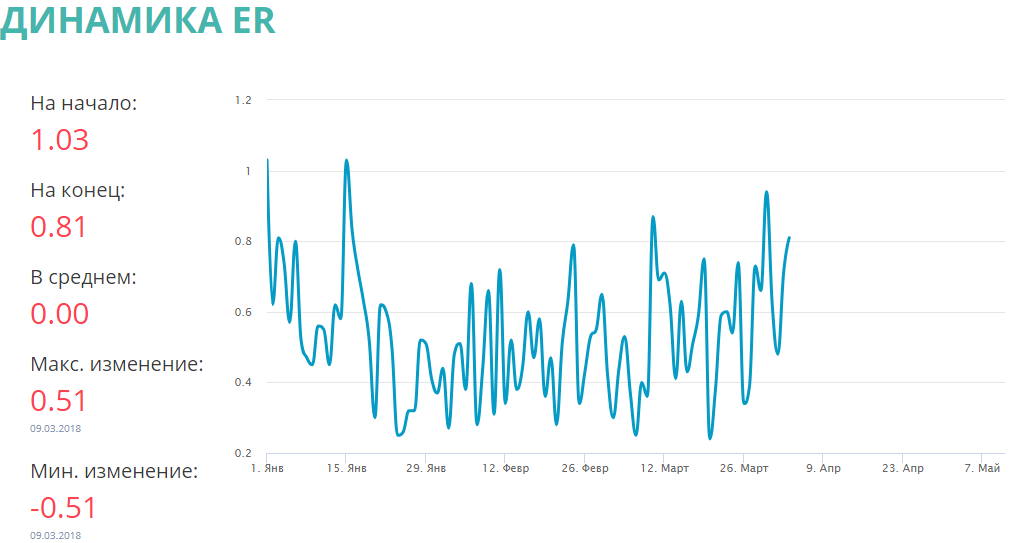 ДИНАМИКА ER
На начало:
1.03
На конец:
0.81
В среднем:
0.00
Макс. изменение:
0.51
09.03.2018
Мин. изменение:
-0.51
09.03.2018
1.2
1
0.8
0.6
0.4
0.2
1. Янв 15. Янв 29. Янв 12. Февр 26. Февр 12. Март 26. Март 9. Апр 23. Апр 7. Май